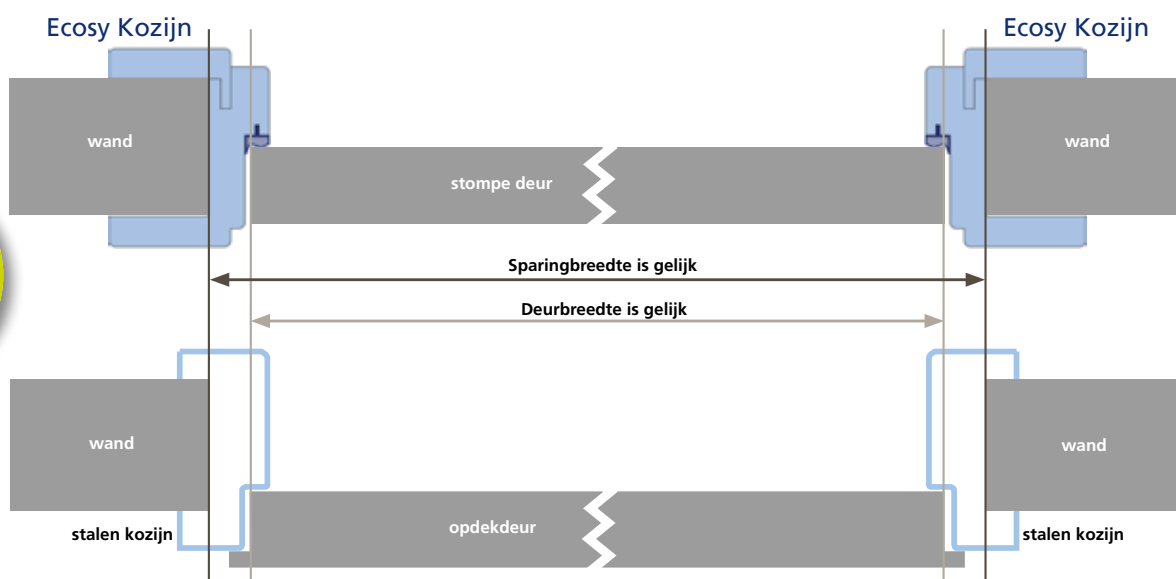 Ecosy Kozijn
Ecosy Kozijn
wand
wand
stompe deur
Sparingbreedte is gelijk
Deurbreedte is gelijk
wand
wand
stalen kozijn
opdekdeur
stalen kozijn